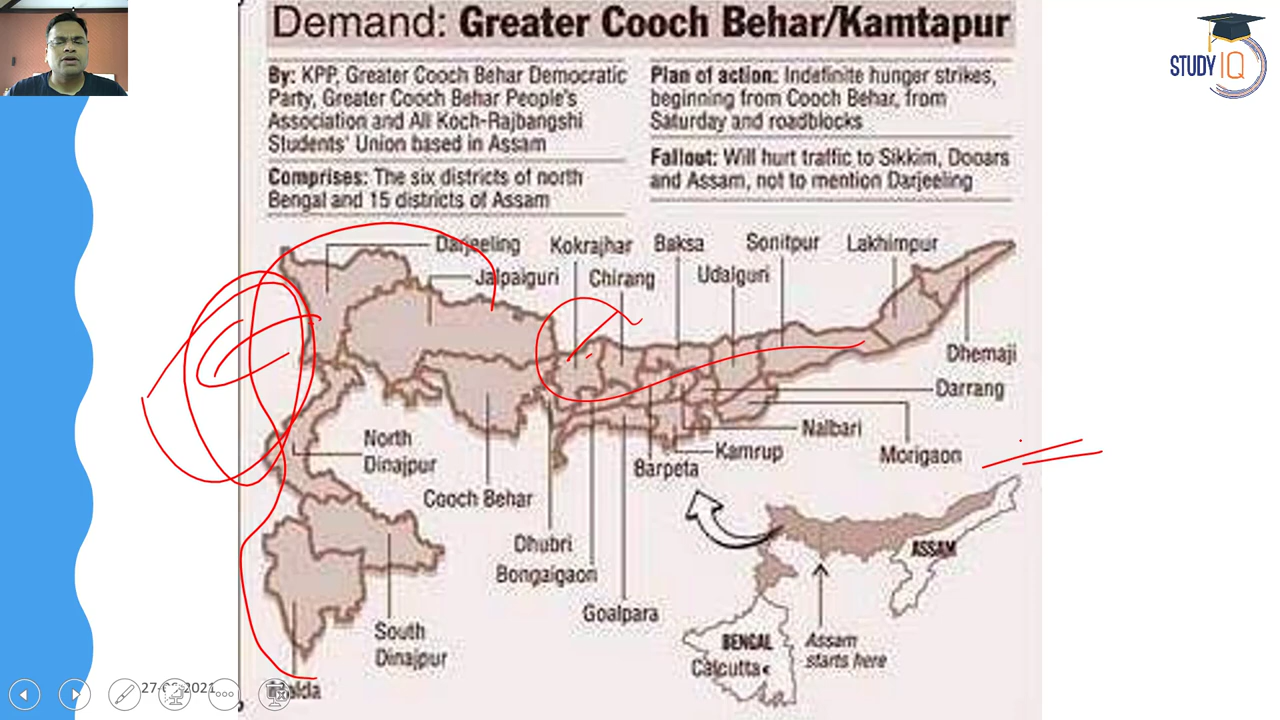 Demand: Greater Cooch Behar/Kamtapur
STUDY IQ
By: KPP, Greater Cooch Behar Democratic
Party, Greater Cooch Behar People's
Association and All Koch-Rajbangshi
Students' Union based in Assam
Comprises: The six districts of north
Bengal and 15 districts of Assam
Plan of action: Indefinite hunger strikes,
beginning from Cooch Behar, from
Saturday and roadblocks
Fallout: Will hurt traffic to Sikkim, Dooars
and Assam, not to mention Darjeeling
Darjeeling
Kokrajhar
Baksa
Sonitpur
Lakhimpur
Jalpaiguri
Chirang
Udalguri
Dhemaji
Darrang
Nalbari
North
Dinajpur
Kamrup
Morigaon
Barpeta
Cooch Behar
Dhubri
Bongaigaon
Goalpara
ASSAM
South
Dinajpur
BENGAL
Calcutta
Assam
starts here